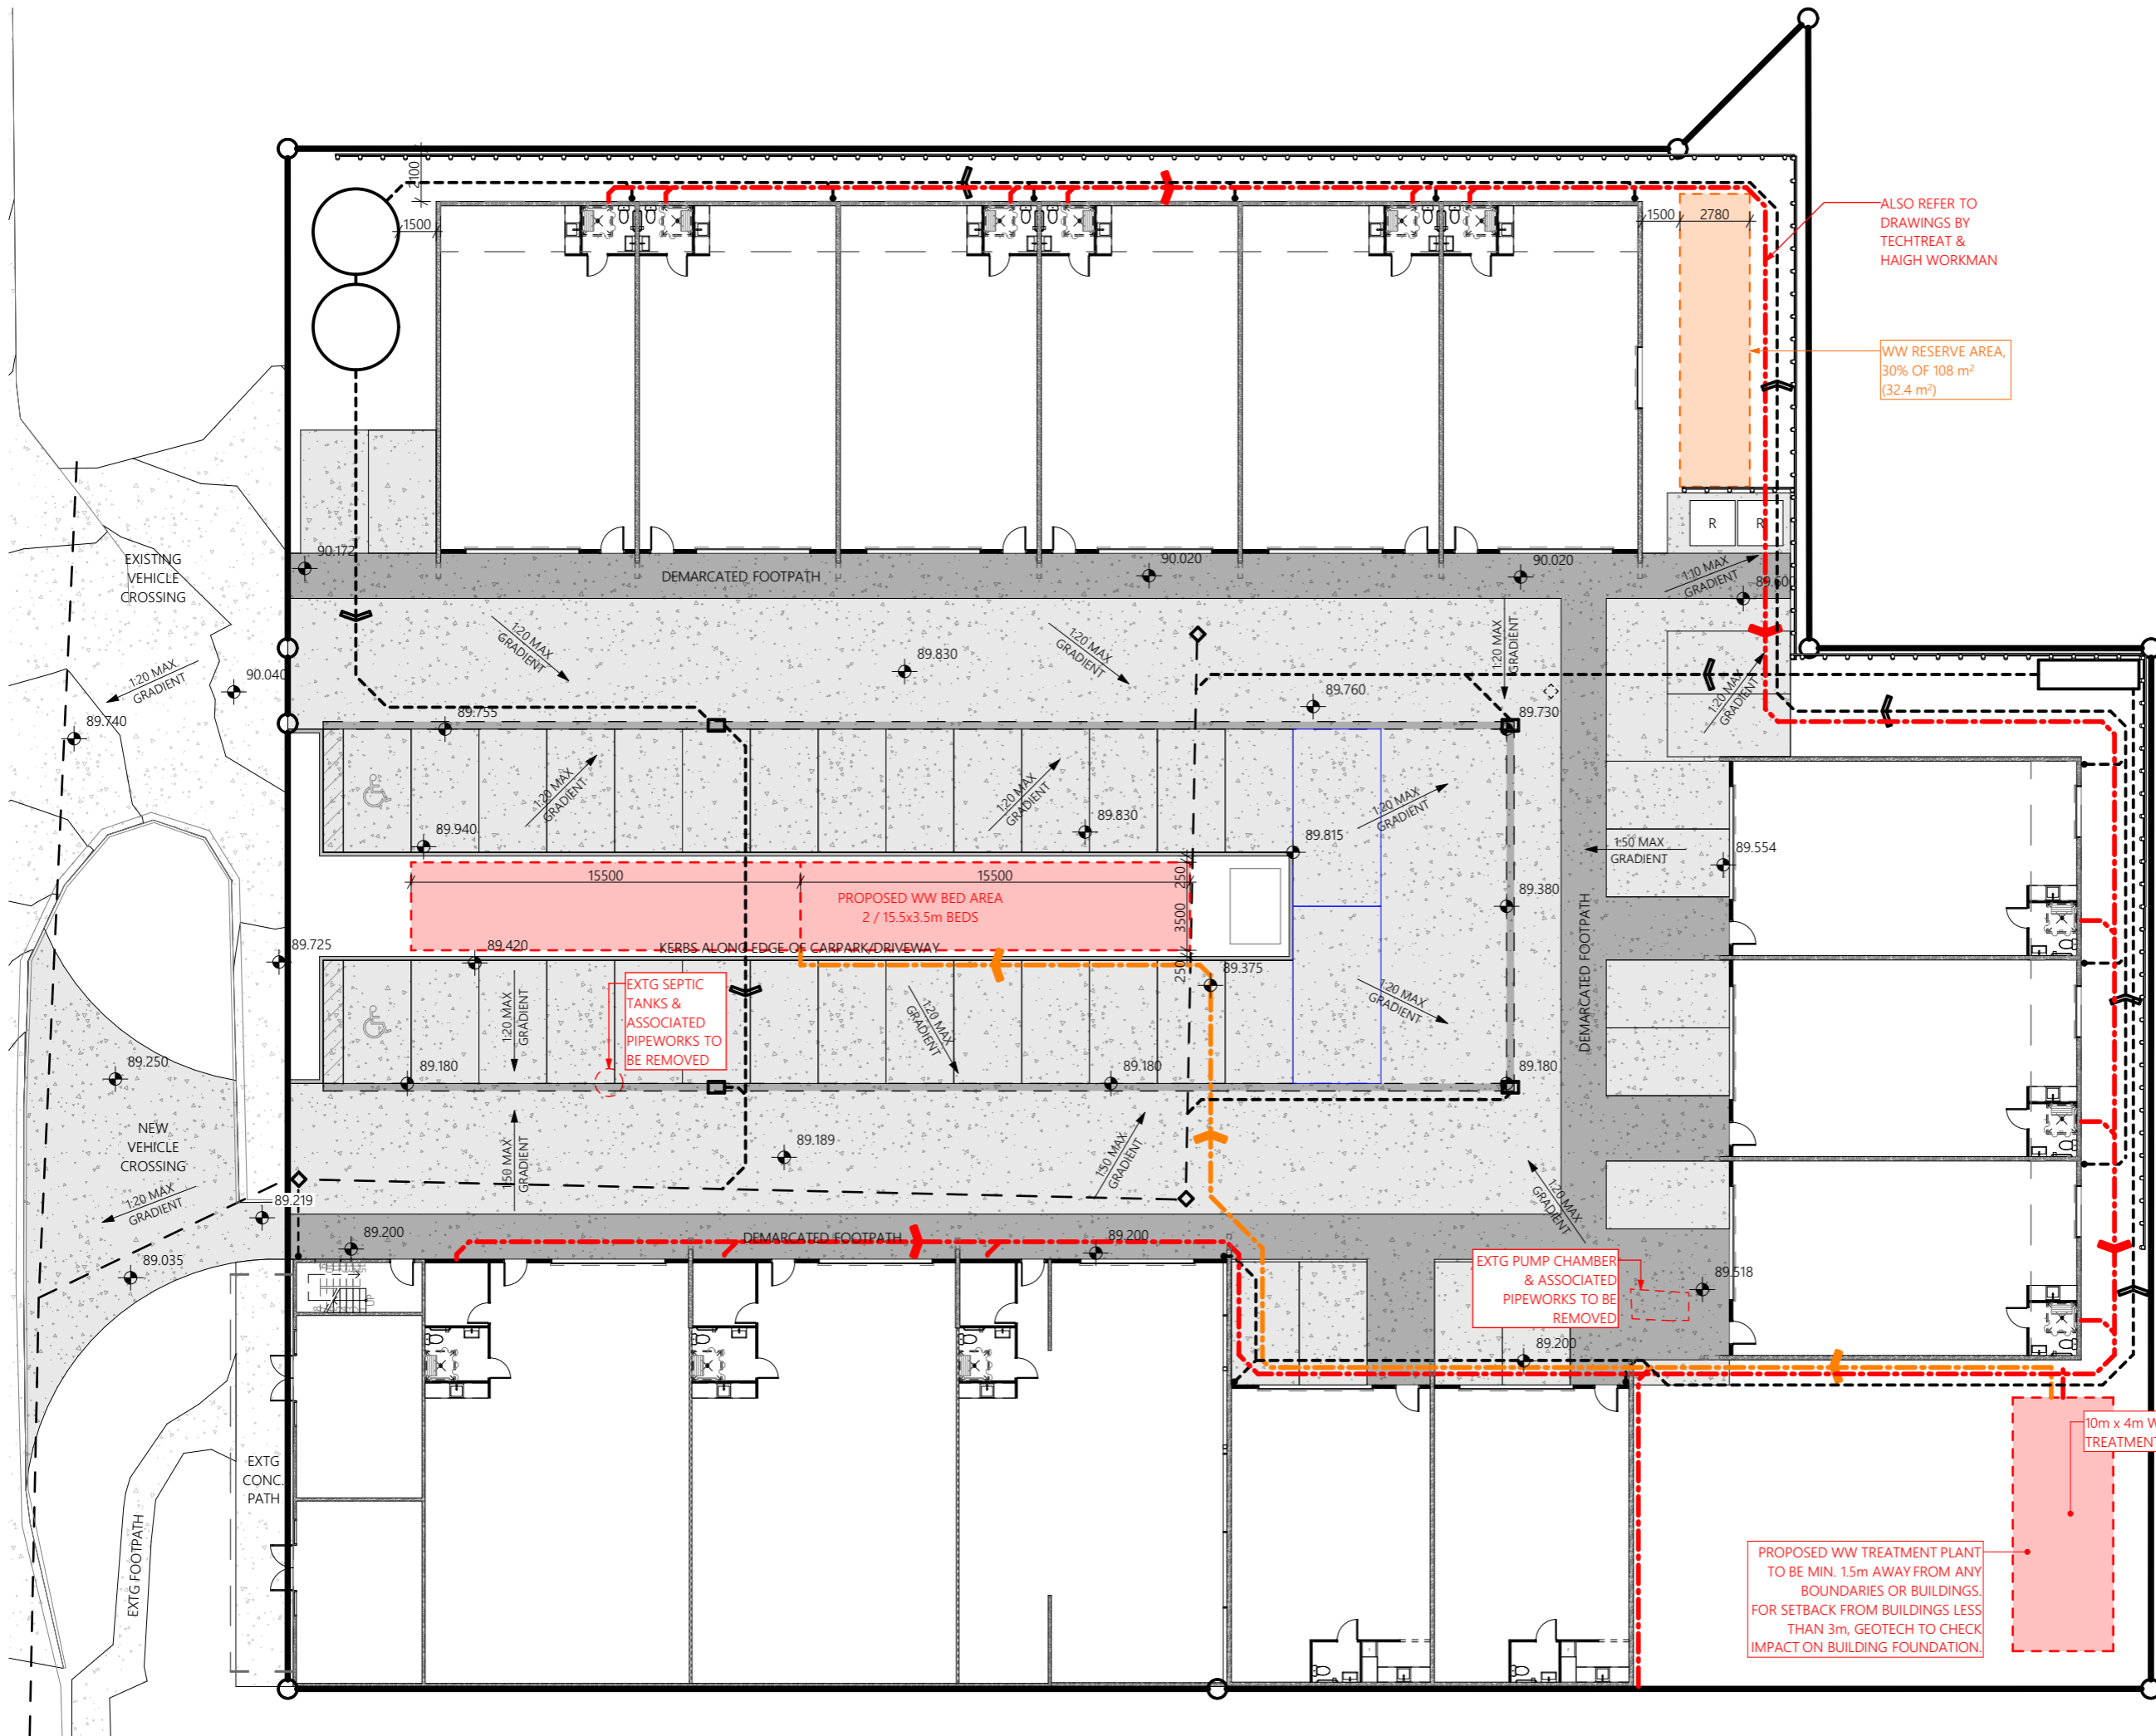 2100
1500
1500
2780
ALSO REFER TO
DRAWINGS BY
TECHTREAT &
HAIGH WORKMAN
WW RESERVE AREA,
30% OF 108 m²
(32.4 m²)
R
R
EXISTING
VEHICLE
CROSSING
90.172
DEMARCATED FOOTPATH
90.020
90.020
1:10 MAX
GRADIENT
89.600
1:20 MAX
GRADIENT
1:20 MAX
GRADIENT
1:20 MAX
GRADIENT
1:20 MAX
GRADIENT
90.040
89.740
89.830
89.760
89.755
89.730
1:20 MAX
GRADIENT
1:20 MAX
GRADIENT
1:20 MAX
GRADIENT
1:20 MAX
GRADIENT
89.940
89.830
89.815
1:50 MAX
GRADIENT
89.554
15500
15500
250
PROPOSED WW BED AREA
2 / 15.5x3.5m BEDS
3500
89.380
DEMARCATED FOOTPATH
KERBS ALONG EDGE OF CARPARK/DRIVEWAY
89.725
89.420
250
89.375
EXTG SEPTIC
TANKS &
ASSOCIATED
PIPEWORKS TO
BE REMOVED
1:20 MAX
GRADIENT
1:20 MAX
GRADIENT
1:20 MAX
GRADIENT
89.250
89.180
89.180
89.180
NEW
VEHICLE
CROSSING
89.189
1:50 MAX
GRADIENT
1:50 MAX
GRADIENT
1:20 MAX
GRADIENT
1:20 MAX
GRADIENT
89.219
89.200
DEMARCATED FOOTPATH
89.200
89.035
UP
EXTG PUMP CHAMBER
& ASSOCIATED
PIPEWORKS TO BE
REMOVED
89.518
89.200
EXTG
CONC.
PATH
EXTG FOOTPATH
10m x 4m
TREATMENT
PROPOSED WW TREATMENT PLANT
TO BE MIN. 1.5m AWAY FROM ANY
BOUNDARIES OR BUILDINGS.
FOR SETBACK FROM BUILDINGS LESS
THAN 3m, GEOTECH TO CHECK
IMPACT ON BUILDING FOUNDATION.